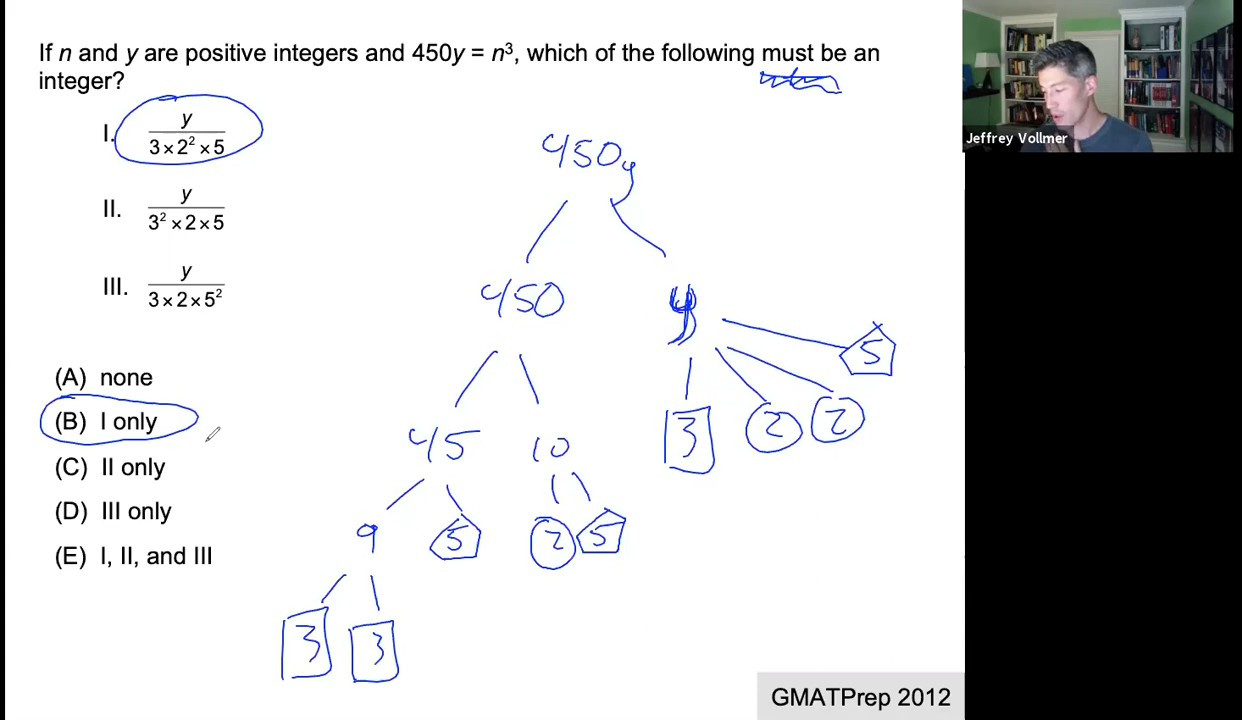 If n and y are positive integers and 450y = n³, which of the following must be an
integer?
I. y / (3 × 2² × 5)
II. y / (3² × 2 × 5)
III. y / (3 × 2 × 5²)
(A) none
(B) I only
(C) II only
(D) III only
(E) I, II, and III
450y
450 y
5
45 10 3 2 2
9 5 2 5
3 3
Jeffrey Vollmer
GMATPrep 2012